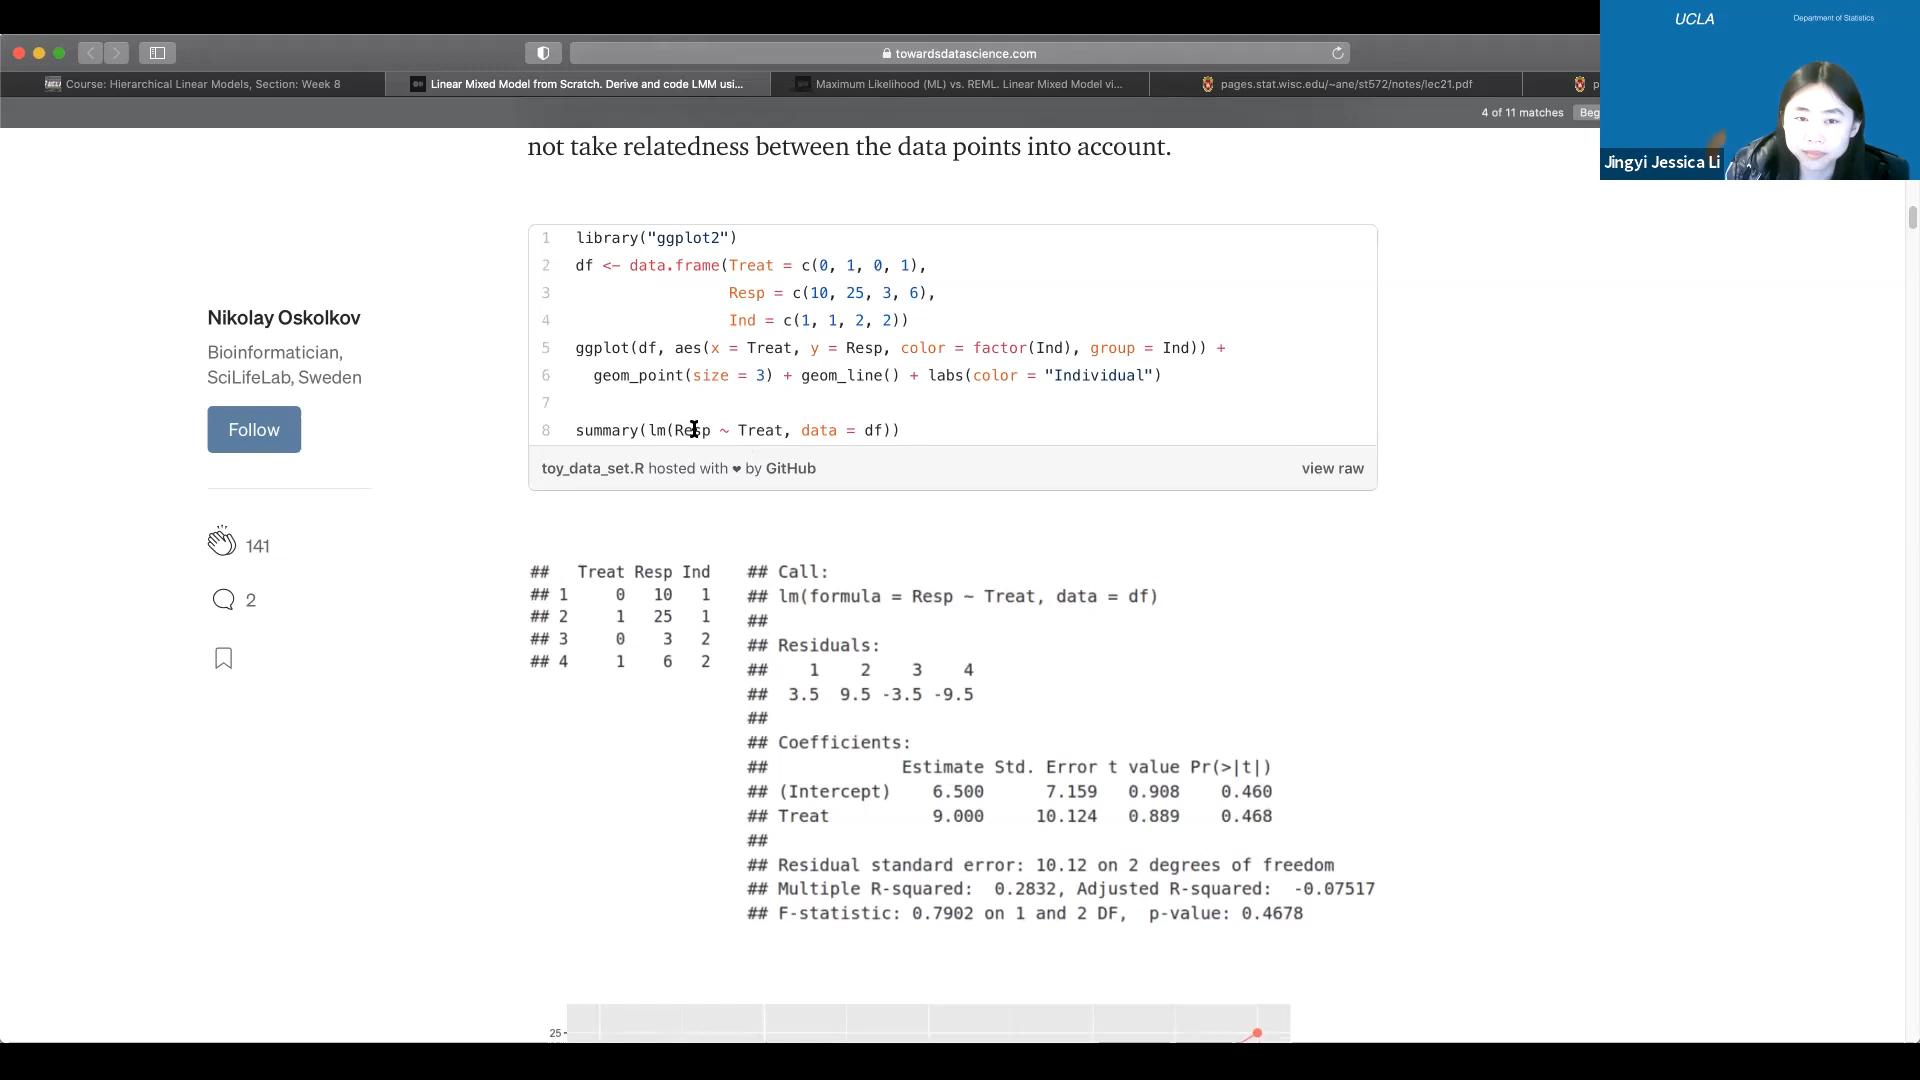 UCLA
Department of Statistics
towardsdatascience.com
Course: Hierarchical Linear Models, Section: Week 8
Linear Mixed Model from Scratch. Derive and code LMM usi...
Maximum Likelihood (ML) vs. REML. Linear Mixed Model vi...
pages.stat.wisc.edu/~ane/st572/notes/lec21.pdf
p
4 of 11 matches
Beg
Jingyi Jessica Li
not take relatedness between the data points into account.
1 library("ggplot2")
2 df <- data.frame(Treat = c(0, 1, 0, 1),
3 Resp = c(10, 25, 3, 6),
4 Ind = c(1, 1, 2, 2))
5 ggplot(df, aes(x = Treat, y = Resp, color = factor(Ind), group = Ind)) +
6 geom_point(size = 3) + geom_line() + labs(color = "Individual")
7
8 summary(lm(Resp ~ Treat, data = df))
toy_data_set.R hosted with ❤ by GitHub
view raw
Nikolay Oskolkov
Bioinformatician,
SciLifeLab, Sweden
Follow
141
2
## Treat Resp Ind
## 1 0 10 1
## 2 1 25 1
## 3 0 3 2
## 4 1 6 2
## Call:
## lm(formula = Resp ~ Treat, data = df)
##
## Residuals:
## 1 2 3 4
## 3.5 9.5 -3.5 -9.5
##
## Coefficients:
## Estimate Std. Error t value Pr(>|t|)
## (Intercept) 6.500 7.159 0.908 0.460
## Treat 9.000 10.124 0.889 0.468
##
## Residual standard error: 10.12 on 2 degrees of freedom
## Multiple R-squared: 0.2832, Adjusted R-squared: -0.07517
## F-statistic: 0.7902 on 1 and 2 DF, p-value: 0.4678
25